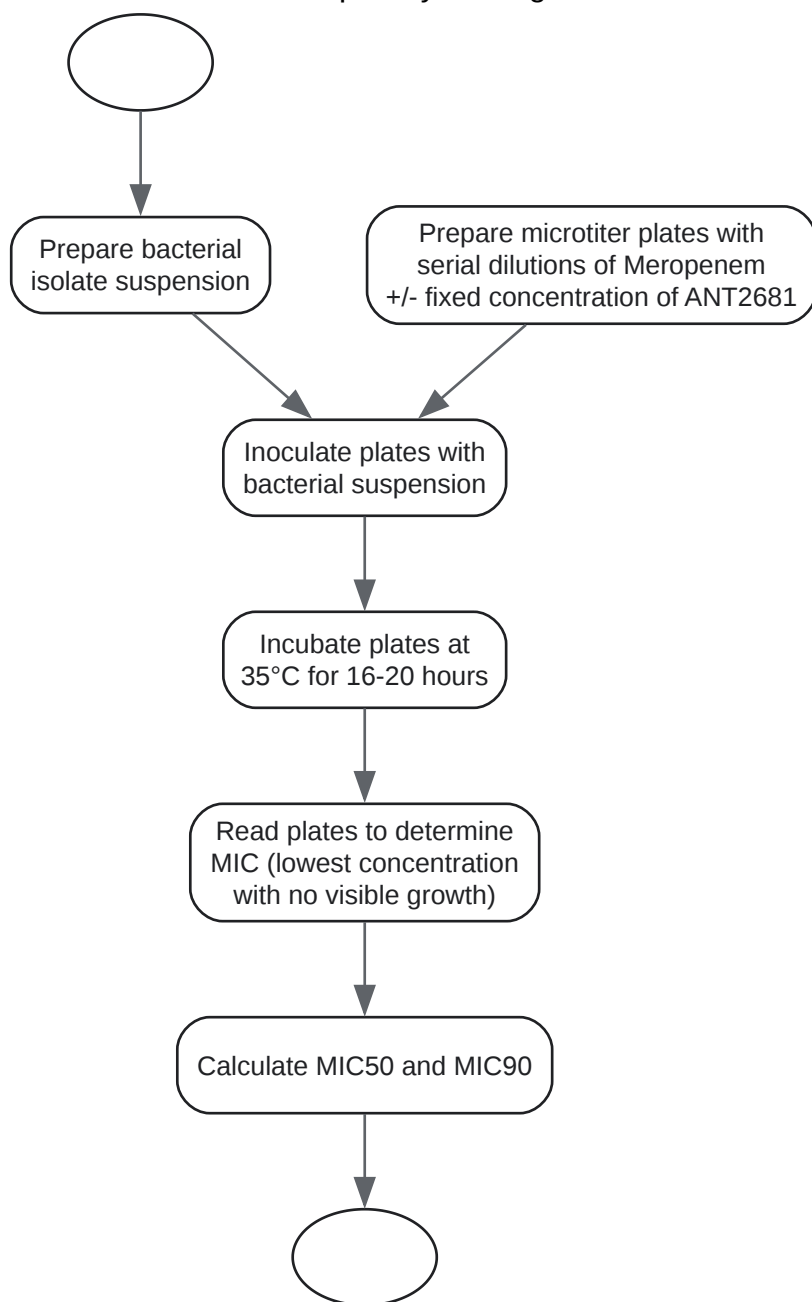 Prepare bacterial
isolate suspension
Prepare microtiter plates with
serial dilutions of Meropenem
+/- fixed concentration of ANT2681
Inoculate plates with
bacterial suspension
Incubate plates at
35°C for 16-20 hours
Read plates to determine
MIC (lowest concentration
with no visible growth)
Calculate MIC50 and MIC90